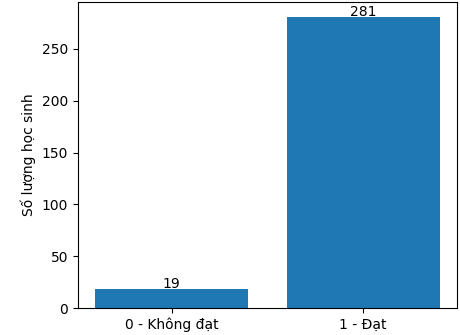 281
250
200
150
100
50
0
19
Số lượng học sinh
0 - Không đạt
1 - Đạt